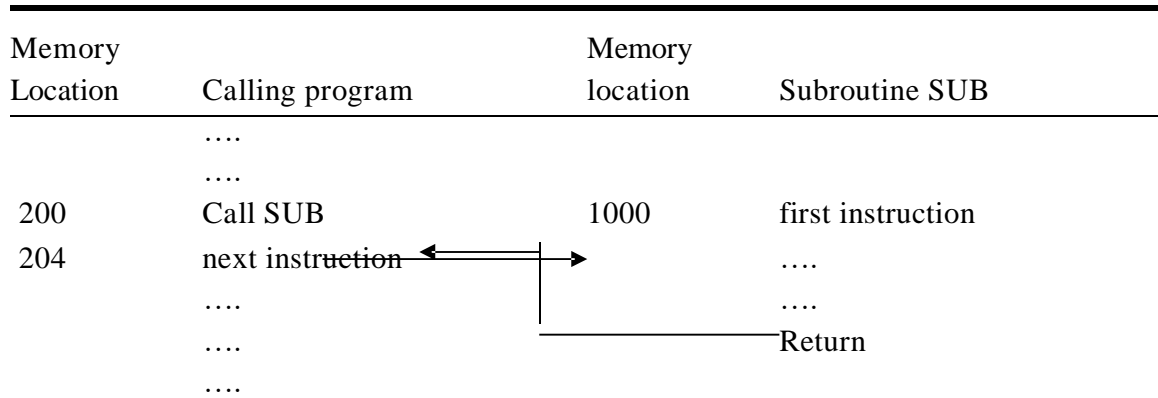 Memory Memory
Location Calling program location Subroutine SUB
….
….
200 Call SUB 1000 first instruction
204 next instruction ….
…. ….
…. Return
….